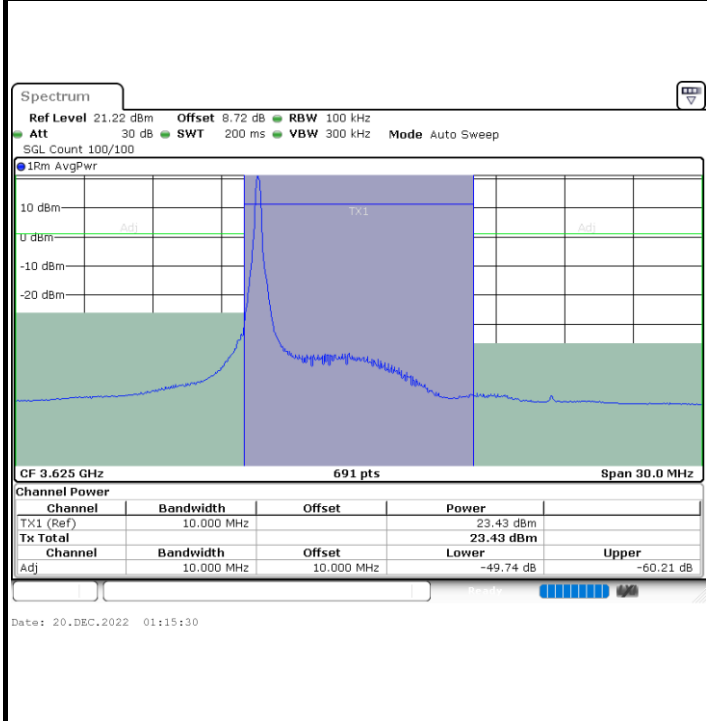 Spectrum
Ref Level 21.22 dBm Offset 8.72 dB RBW 100 kHz
Att 30 dB SWT 200 ms VBW 300 kHz Mode Auto Sweep
SGL Count 100/100
1Rm AvgPwr
10 dBm
TX1
Adj Adj
0 dBm
-10 dBm
-20 dBm
CF 3.625 GHz 691 pts Span 30.0 MHz
Channel Power
Channel Bandwidth Offset Power
TX1 (Ref) 10.000 MHz 23.43 dBm
Tx Total 23.43 dBm
Channel Bandwidth Offset Lower Upper
Adj 10.000 MHz 10.000 MHz -49.74 dB -60.21 dB
Ready
Date: 20.DEC.2022 01:15:30